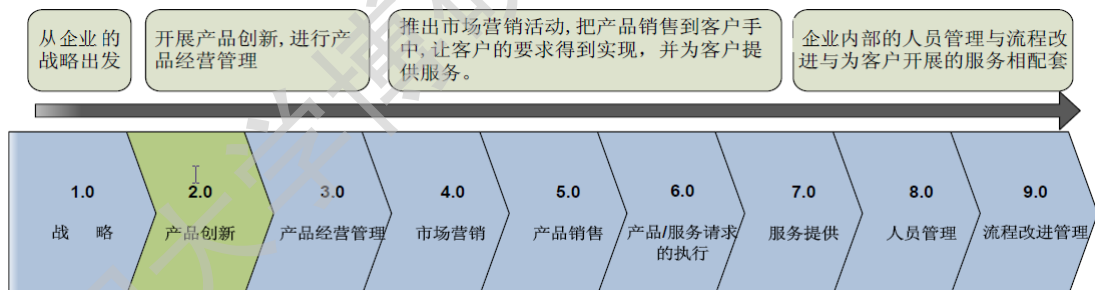 从企业的
战略出发
开展产品创新, 进行产
品经营管理
推出市场营销活动, 把产品销售到客户手
中, 让客户的要求得到实现，并为客户提
供服务。
企业内部的人员管理与流程改
进与为客户开展的服务相配套
1.0
战 略
2.0
产品创新
3.0
产品经营管理
4.0
市场营销
5.0
产品销售
6.0
产品/服务请求
的执行
7.0
服务提供
8.0
人员管理
9.0
流程改进管理
大学博